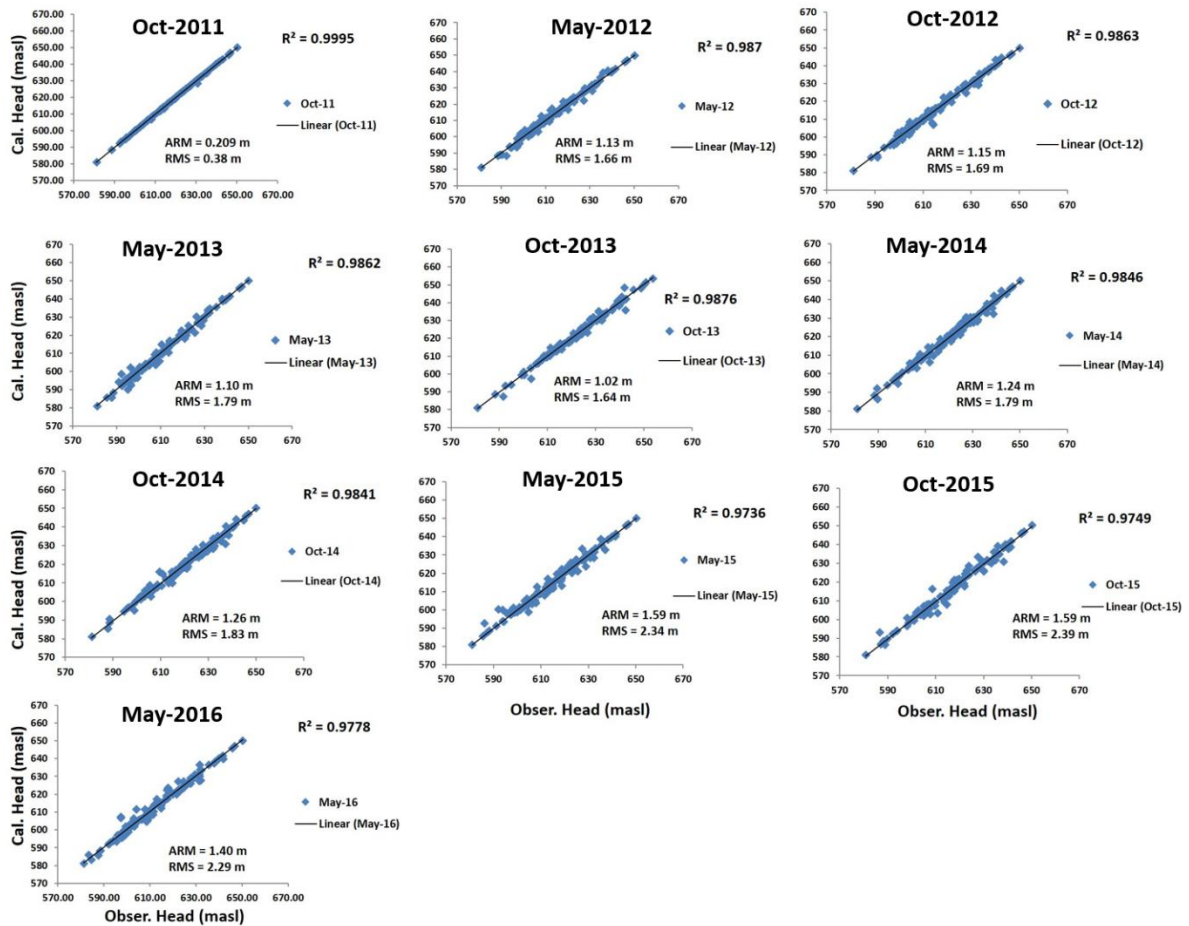 Oct-2011
R² = 0.9995
Cal. Head (masl)
670.00
660.00
650.00
640.00
630.00
620.00
610.00
600.00
590.00
580.00
570.00
570.00 590.00 610.00 630.00 650.00 670.00
Oct-11
Linear (Oct-11)
ARM = 0.209 m
RMS = 0.38 m
May-2012
R² = 0.987
670
660
650
640
630
620
610
600
590
580
570
570 590 610 630 650 670
May-12
Linear (May-12)
ARM = 1.13 m
RMS = 1.66 m
Oct-2012
R² = 0.9863
670
660
650
640
630
620
610
600
590
580
570
570 590 610 630 650 670
Oct-12
Linear (Oct-12)
ARM = 1.15 m
RMS = 1.69 m
May-2013
R² = 0.9862
Cal. Head (masl)
670
660
650
640
630
620
610
600
590
580
570
570 590 610 630 650 670
May-13
Linear (May-13)
ARM = 1.10 m
RMS = 1.79 m
Oct-2013
R² = 0.9876
670
660
650
640
630
620
610
600
590
580
570
570 590 610 630 650 670
Oct-13
Linear (Oct-13)
ARM = 1.02 m
RMS = 1.64 m
May-2014
R² = 0.9846
670
660
650
640
630
620
610
600
590
580
570
570 590 610 630 650 670
May-14
Linear (May-14)
ARM = 1.24 m
RMS = 1.79 m
Oct-2014
R² = 0.9841
Cal. Head (masl)
670
660
650
640
630
620
610
600
590
580
570
570 590 610 630 650 670
Oct-14
Linear (Oct-14)
ARM = 1.26 m
RMS = 1.83 m
May-2015
R² = 0.9736
670
660
650
640
630
620
610
600
590
580
570
570 590 610 630 650 670
May-15
Linear (May-15)
ARM = 1.59 m
RMS = 2.34 m
Obser. Head (masl)
Oct-2015
R² = 0.9749
670
660
650
640
630
620
610
600
590
580
570
570 590 610 630 650 670
Oct-15
Linear (Oct-15)
ARM = 1.59 m
RMS = 2.39 m
Obser. Head (masl)
May-2016
R² = 0.9778
Cal. Head (masl)
670
660
650
640
630
620
610
600
590
580
570
570.00 590.00 610.00 630.00 650.00 670.00
May-16
Linear (May-16)
ARM = 1.40 m
RMS = 2.29 m
Obser. Head (masl)